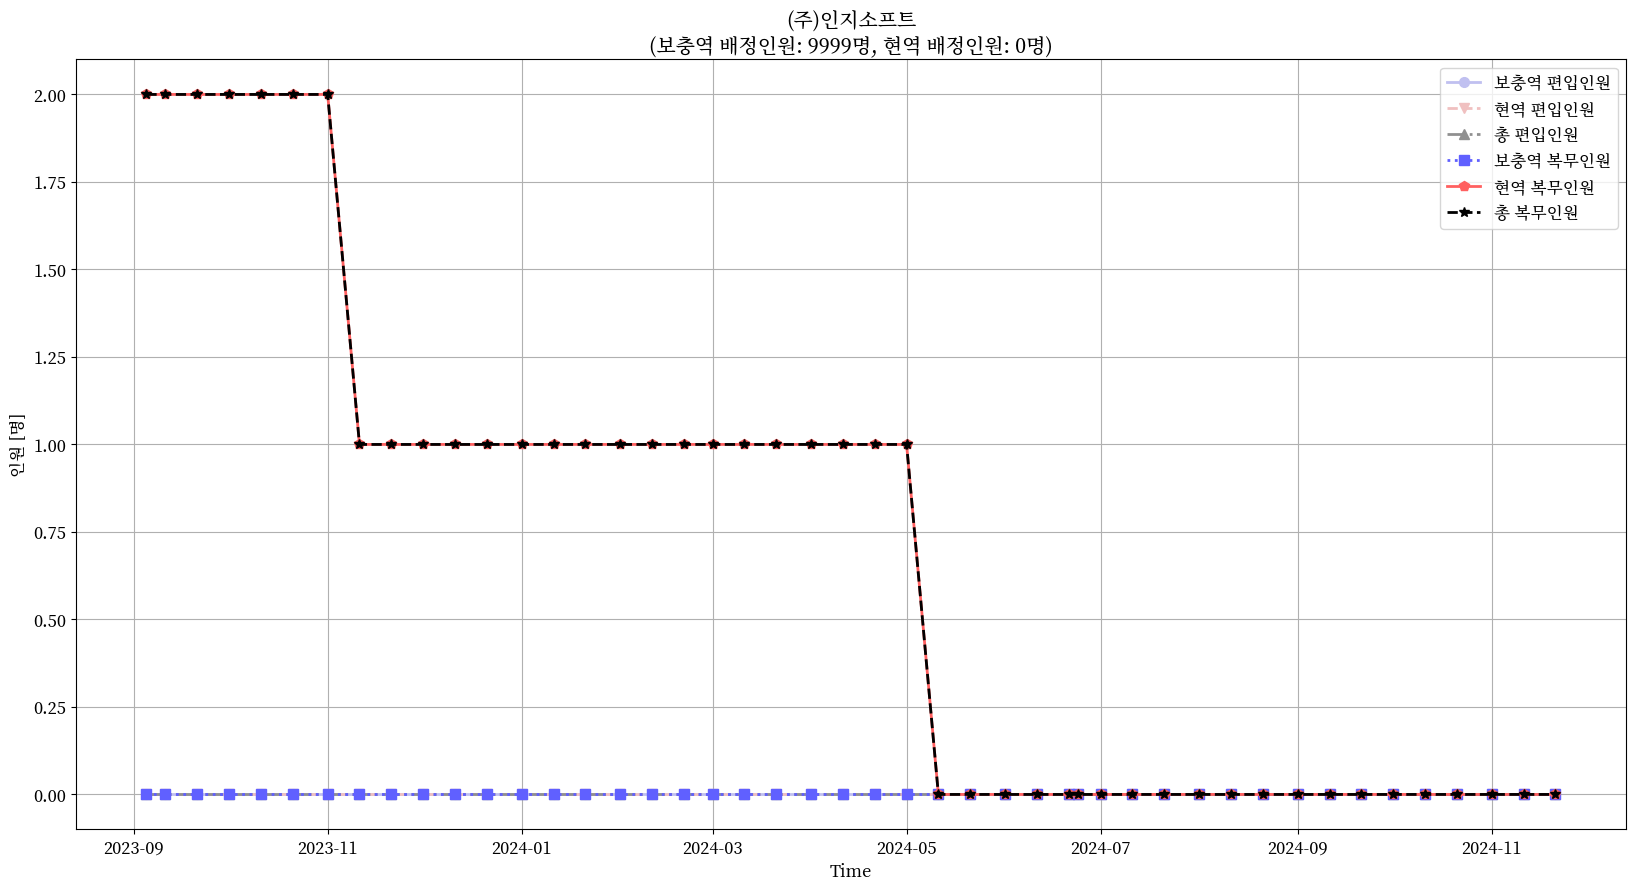 (주)인지소프트
(보충역 배정인원: 9999명, 현역 배정인원: 0명)
보충역 편입인원
현역 편입인원
총 편입인원
보충역 복무인원
현역 복무인원
총 복무인원
인원 [명]
2.00
1.75
1.50
1.25
1.00
0.75
0.50
0.25
0.00
2023-09
2023-11
2024-01
2024-03
2024-05
2024-07
2024-09
2024-11
Time